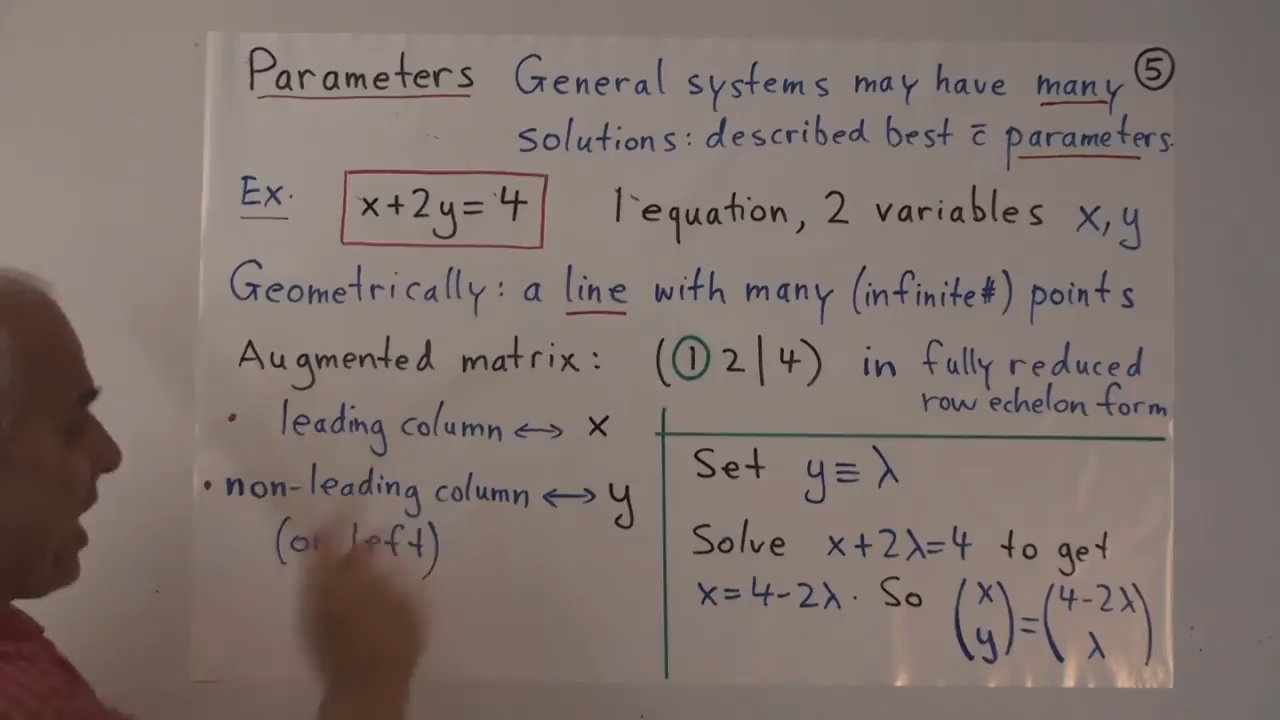 Parameters General systems may have many ⑤
solutions: described best c̄ parameters.
Ex. x+2y=4 1 equation, 2 variables x, y
Geometrically: a line with many (infinite#) points
Augmented matrix: (① 2 | 4) in fully reduced
row echelon form
• leading column ↔ x
• non-leading column ↔ y
(on left)
Set y≡λ
Solve x+2λ=4 to get
x=4-2λ. So (x y)=(4-2λ λ)